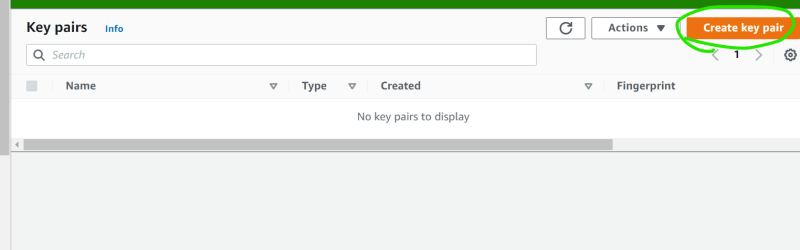 Key pairs Info Actions Create key pair
Search 1
Name Type Created Fingerprint
No key pairs to display